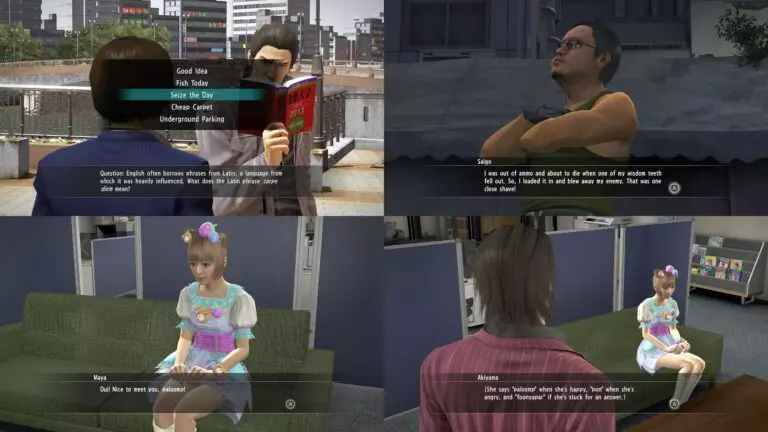 Good Idea
Fish Today
Seize the Day
Cheap Carpet
Underground Parking
Question: English often borrows phrases from Latin, a language from
which it was heavily influenced. What does the Latin phrase carpe
diem mean?
2013
Saigo
I was out of ammo and about to die when one of my wisdom teeth
fell out. So, I loaded it in and blew away my enemy. That was one
close shave!
A
Maya
Oui! Nice to meet you, paloomp!
A
Akiyama
(She says "paloomp" when she's happy, "pon" when she's
angry, and "foonyapar" if she's stuck for an answer.)
A